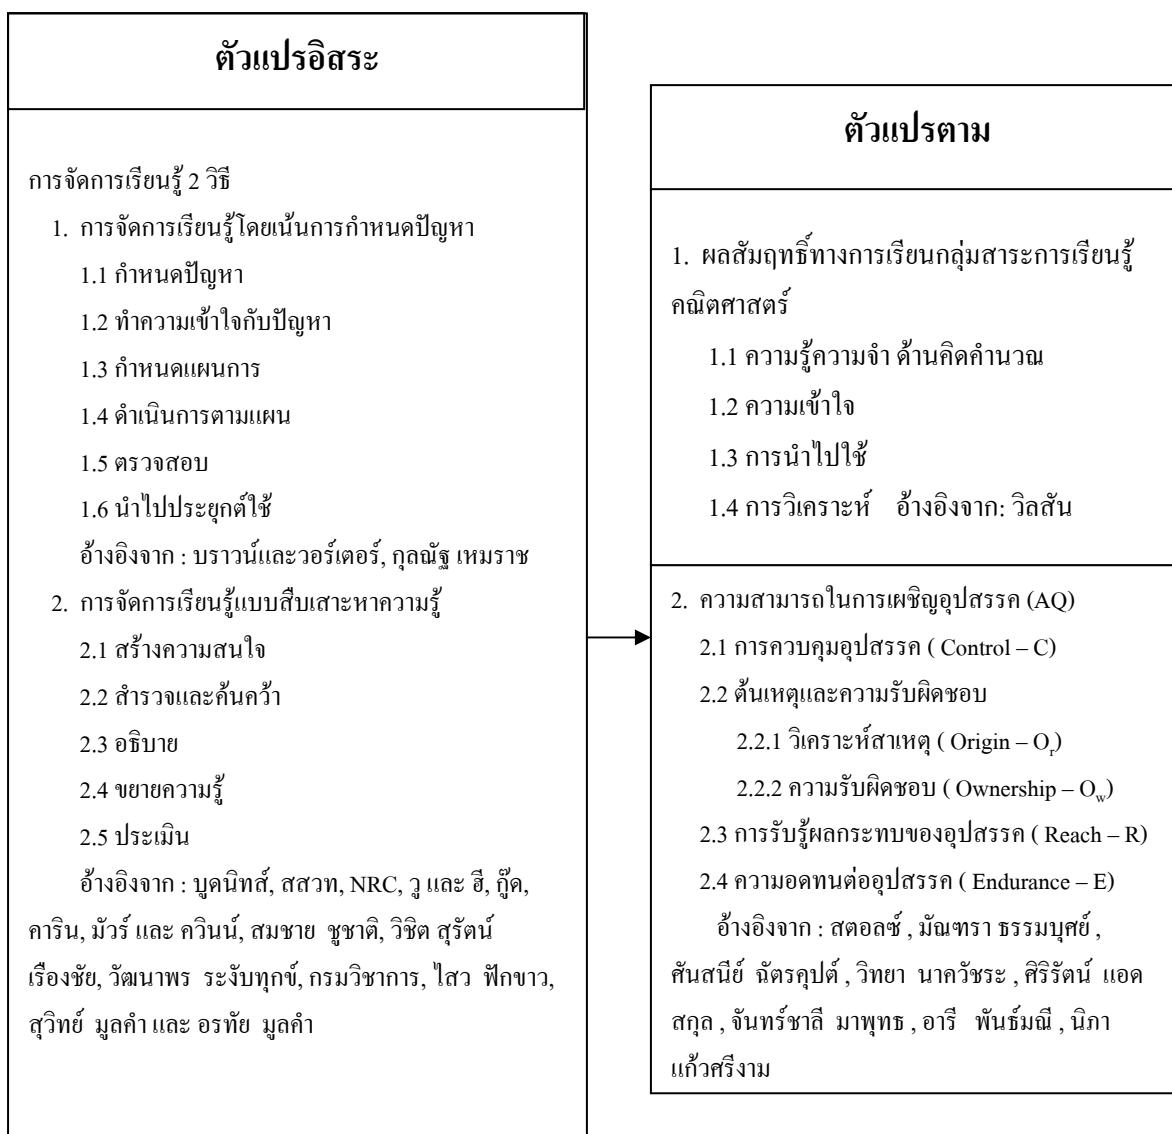 ตัวแปรอิสระ
การจัดการเรียนรู้ 2 วิธี
1. การจัดการเรียนรู้โดยเน้นการกำหนดปัญหา
1.1 กำหนดปัญหา
1.2 ทำความเข้าใจกับปัญหา
1.3 กำหนดแผนการ
1.4 ดำเนินการตามแผน
1.5 ตรวจสอบ
1.6 นำไปประยุกต์ใช้
อ้างอิงจาก : บราวน์และวอร์เตอร์, กุลณัฐ เหมราช
2. การจัดการเรียนรู้แบบสืบเสาะหาความรู้
2.1 สร้างความสนใจ
2.2 สำรวจและค้นคว้า
2.3 อธิบาย
2.4 ขยายความรู้
2.5 ประเมิน
อ้างอิงจาก : บูดนิทส์, สสวท, NRC, วู และ ฮี, กู๊ด,
คาริน, มัวร์ และ ควินน์, สมชาย ชูชาติ, วิชิต สุรัตน์
เรืองชัย, วัฒนาพร ระงับทุกข์, กรมวิชาการ, ไสว ฟักขาว,
สุวิทย์ มูลคำ และ อรทัย มูลคำ
ตัวแปรตาม
1. ผลสัมฤทธิ์ทางการเรียนกลุ่มสาระการเรียนรู้
คณิตศาสตร์
1.1 ความรู้ความจำ ด้านคิดคำนวณ
1.2 ความเข้าใจ
1.3 การนำไปใช้
1.4 การวิเคราะห์ อ้างอิงจาก: วิลสัน
2. ความสามารถในการเผชิญอุปสรรค (AQ)
2.1 การควบคุมอุปสรรค ( Control – C)
2.2 ต้นเหตุและความรับผิดชอบ
2.2.1 วิเคราะห์สาเหตุ ( Origin – Or)
2.2.2 ความรับผิดชอบ ( Ownership – Ow)
2.3 การรับรู้ผลกระทบของอุปสรรค ( Reach – R)
2.4 ความอดทนต่ออุปสรรค ( Endurance – E)
อ้างอิงจาก : สตอลซ์ , มัณฑรา ธรรมบุศย์ ,
ศันสนีย์ ฉัตรคุปต์ , วิทยา นาควัชระ , ศิริรัตน์ แอด
สกุล , จันทร์ชาลี มาพุทธ , อารี พันธ์มณี , นิภา
แก้วศรีงาม